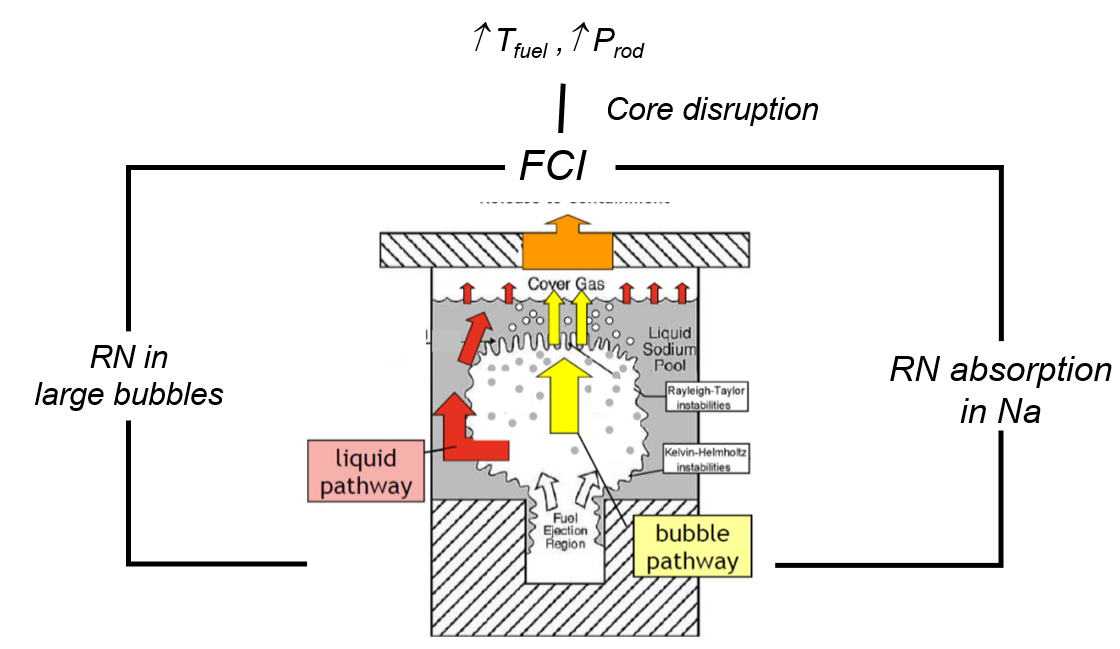 ↑T_fuel , ↑P_rod
Core disruption
FCI
Cover Gas
Liquid
Sodium
Pool
RN in
large bubbles
RN absorption
in Na
Rayleigh-Taylor
instabilities
Kelvin-Helmholtz
instabilities
liquid
pathway
Fuel
Ejection
Region
bubble
pathway